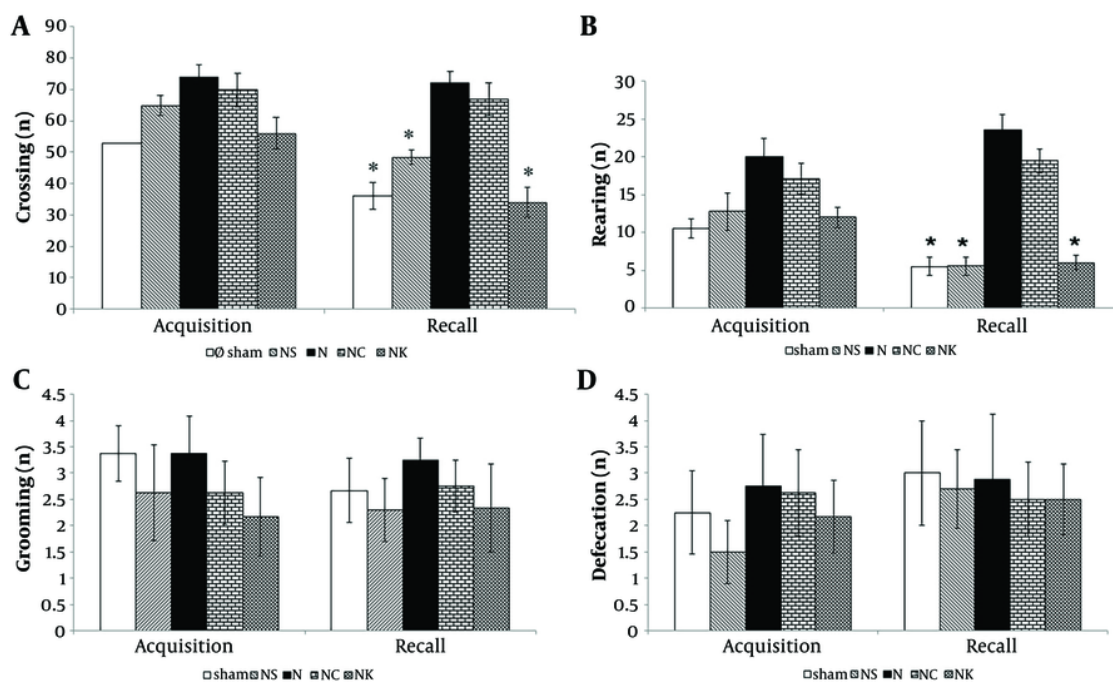 A
Crossing (n)
90
80
70
60
50
40
30
20
10
0
* * *
Acquisition Recall
Ø sham NS N NC NK
B
Rearing (n)
30
25
20
15
10
5
0
* * *
Acquisition Recall
sham NS N NC NK
C
Grooming (n)
4.5
4
3.5
3
2.5
2
1.5
1
0.5
0
Acquisition Recall
sham NS N NC NK
D
Defecation (n)
4.5
4
3.5
3
2.5
2
1.5
1
0.5
0
Acquisition Recall
sham NS N NC NK